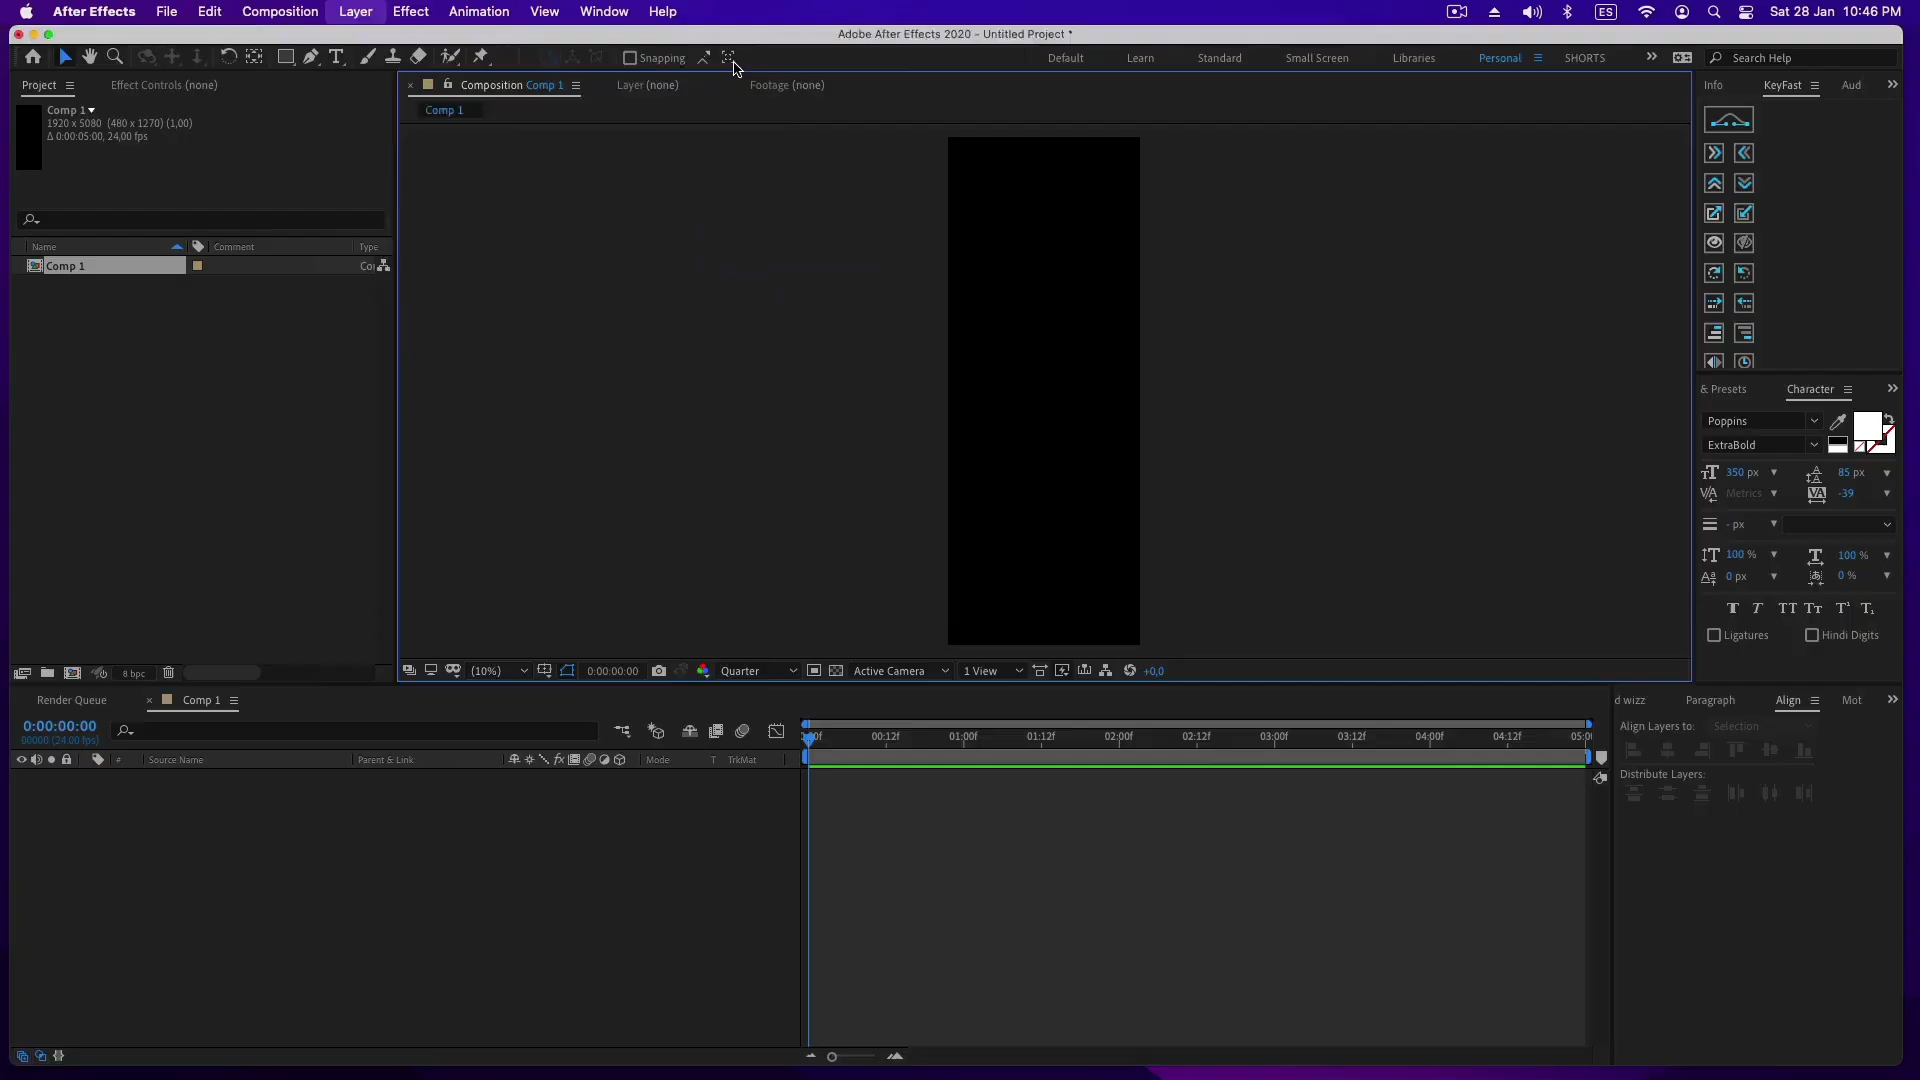 After Effects File Edit Composition Layer Effect Animation View Window Help ES Sat 28 Jan 10:46 PM
Adobe After Effects 2020 - Untitled Project *
Snapping Default Learn Standard Small Screen Libraries Personal SHORTS Search Help
Project Effect Controls (none) Composition Comp 1 Layer (none) Footage (none) Info KeyFast Aud
Comp 1
Comp 1
1920 x 5080 (480 x 1270) (1,00)
Δ 0:00:05:00, 24,00 fps
Name Comment Type
Comp 1 Co
& Presets Character
Poppins
ExtraBold
350 px 85 px
Metrics -39
- px
100 % 100 %
0 px 0 %
Ligatures Hindi Digits
8 bpc (10%) 0:00:00:00 Quarter Active Camera 1 View +0,0
Render Queue Comp 1 d wizz Paragraph Align Mot
0:00:00:00
00000 (24.00 fps)
Align Layers to: Selection
00:12f 01:00f 01:12f 02:00f 02:12f 03:00f 03:12f 04:00f 04:12f 05:0
# Source Name Parent & Link fx Mode T TrkMat
Distribute Layers: